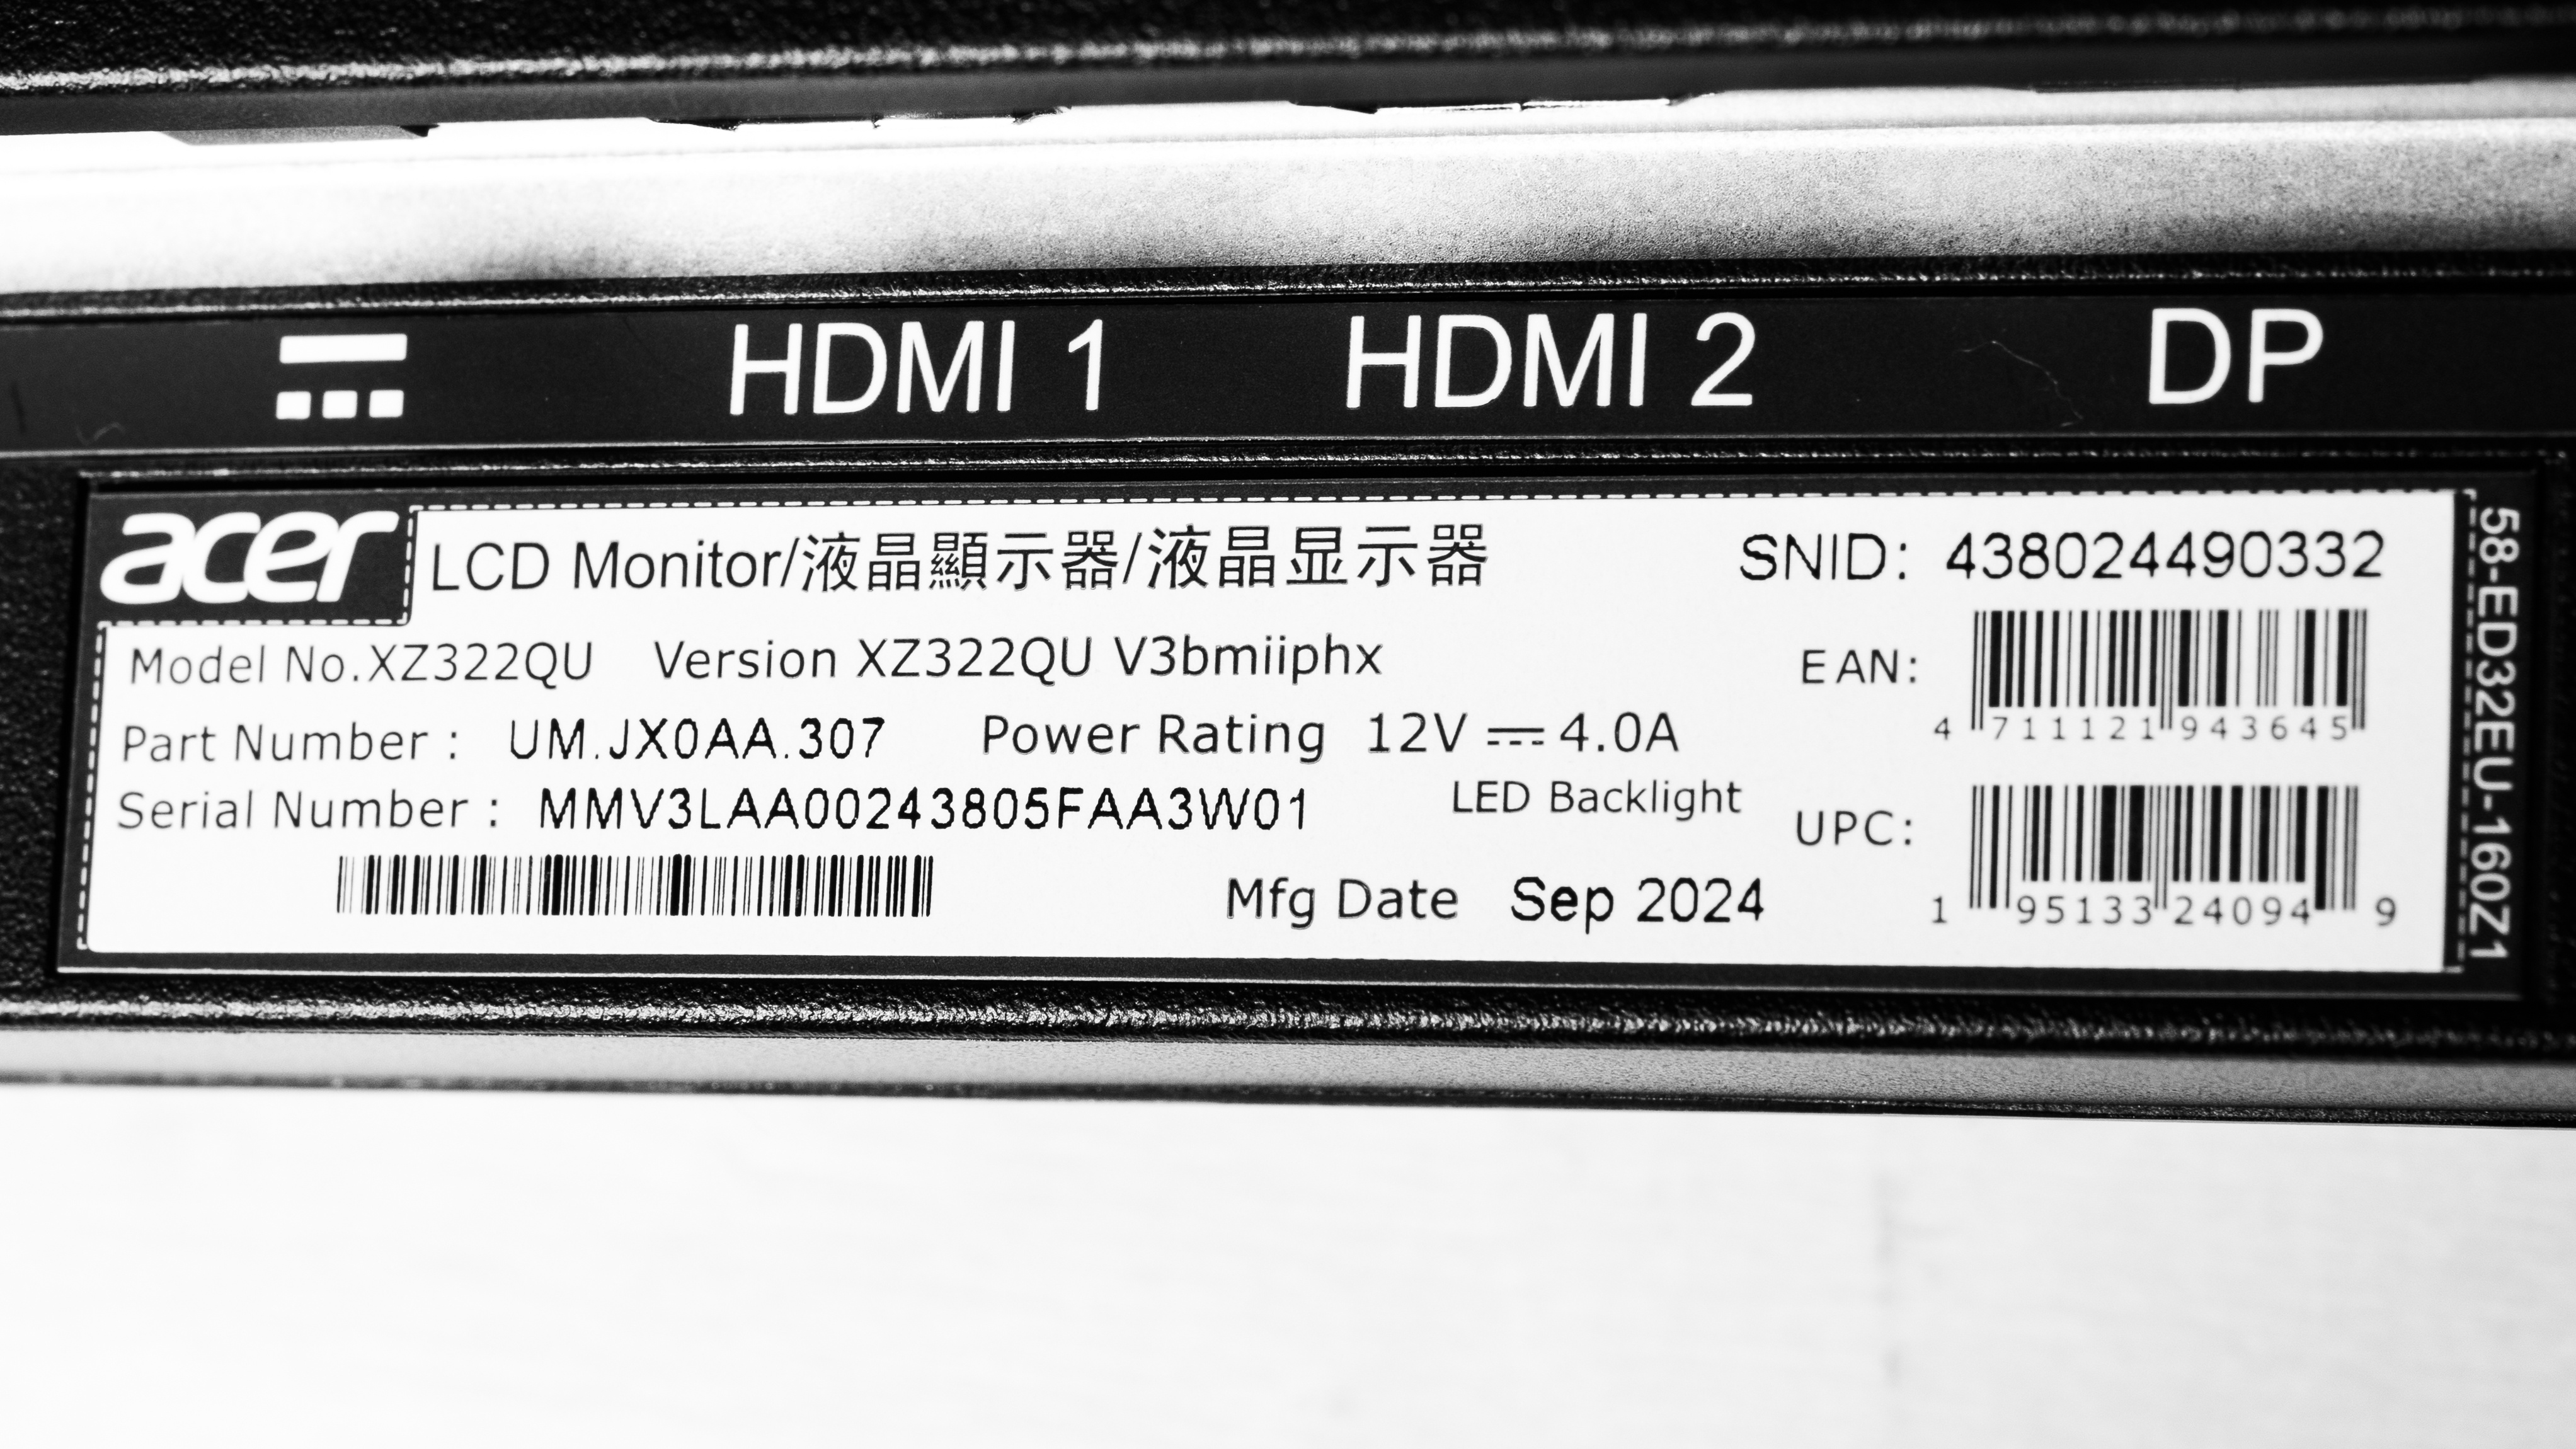 HDMI 1 HDMI 2 DP
acer
LCD Monitor/液晶顯示器/液晶显示器
SNID: 438024490332
Model No.XZ322QU Version XZ322QU V3bmiiphx
EAN:
4 711121 943645
Part Number : UM.JX0AA.307 Power Rating 12V ⎓ 4.0A
Serial Number : MMV3LAA00243805FAA3W01
LED Backlight
UPC:
1 95133 24094 9
Mfg Date Sep 2024
58-ED32EU-160Z1